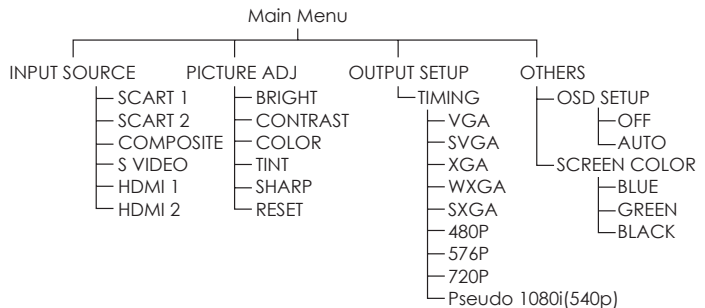 Main Menu
INPUT SOURCE
SCART 1
SCART 2
COMPOSITE
S VIDEO
HDMI 1
HDMI 2
PICTURE ADJ
BRIGHT
CONTRAST
COLOR
TINT
SHARP
RESET
OUTPUT SETUP
TIMING
VGA
SVGA
XGA
WXGA
SXGA
480P
576P
720P
Pseudo 1080i(540p)
OTHERS
OSD SETUP
OFF
AUTO
SCREEN COLOR
BLUE
GREEN
BLACK